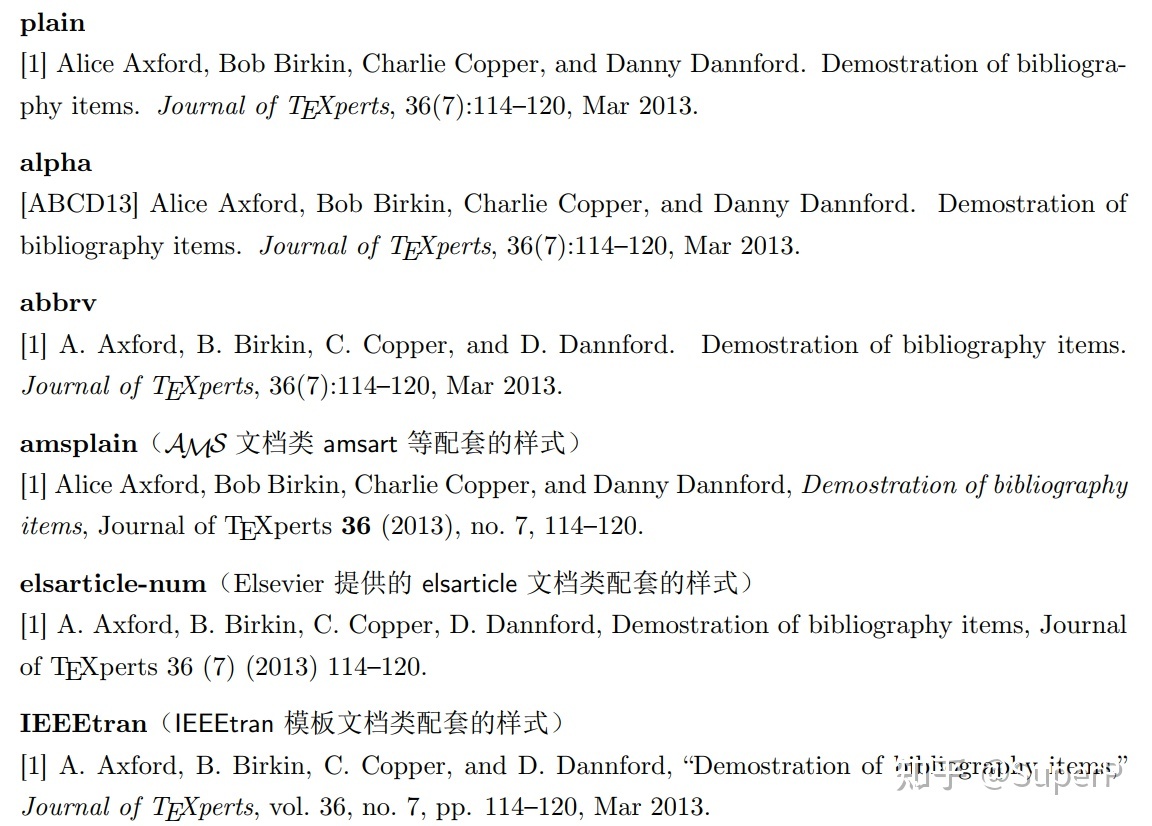 plain
[1] Alice Axford, Bob Birkin, Charlie Copper, and Danny Dannford. Demostration of bibliogra-
phy items. Journal of TEXperts, 36(7):114–120, Mar 2013.
alpha
[ABCD13] Alice Axford, Bob Birkin, Charlie Copper, and Danny Dannford. Demostration of
bibliography items. Journal of TEXperts, 36(7):114–120, Mar 2013.
abbrv
[1] A. Axford, B. Birkin, C. Copper, and D. Dannford. Demostration of bibliography items.
Journal of TEXperts, 36(7):114–120, Mar 2013.
amsplain（AMS 文档类 amsart 等配套的样式）
[1] Alice Axford, Bob Birkin, Charlie Copper, and Danny Dannford, Demostration of bibliography
items, Journal of TEXperts 36 (2013), no. 7, 114–120.
elsarticle-num（Elsevier 提供的 elsarticle 文档类配套的样式）
[1] A. Axford, B. Birkin, C. Copper, D. Dannford, Demostration of bibliography items, Journal
of TEXperts 36 (7) (2013) 114–120.
IEEEtran（IEEEtran 模板文档类配套的样式）
[1] A. Axford, B. Birkin, C. Copper, and D. Dannford, “Demostration of bibliography items,”
Journal of TEXperts, vol. 36, no. 7, pp. 114–120, Mar 2013.
知乎 @SuperP